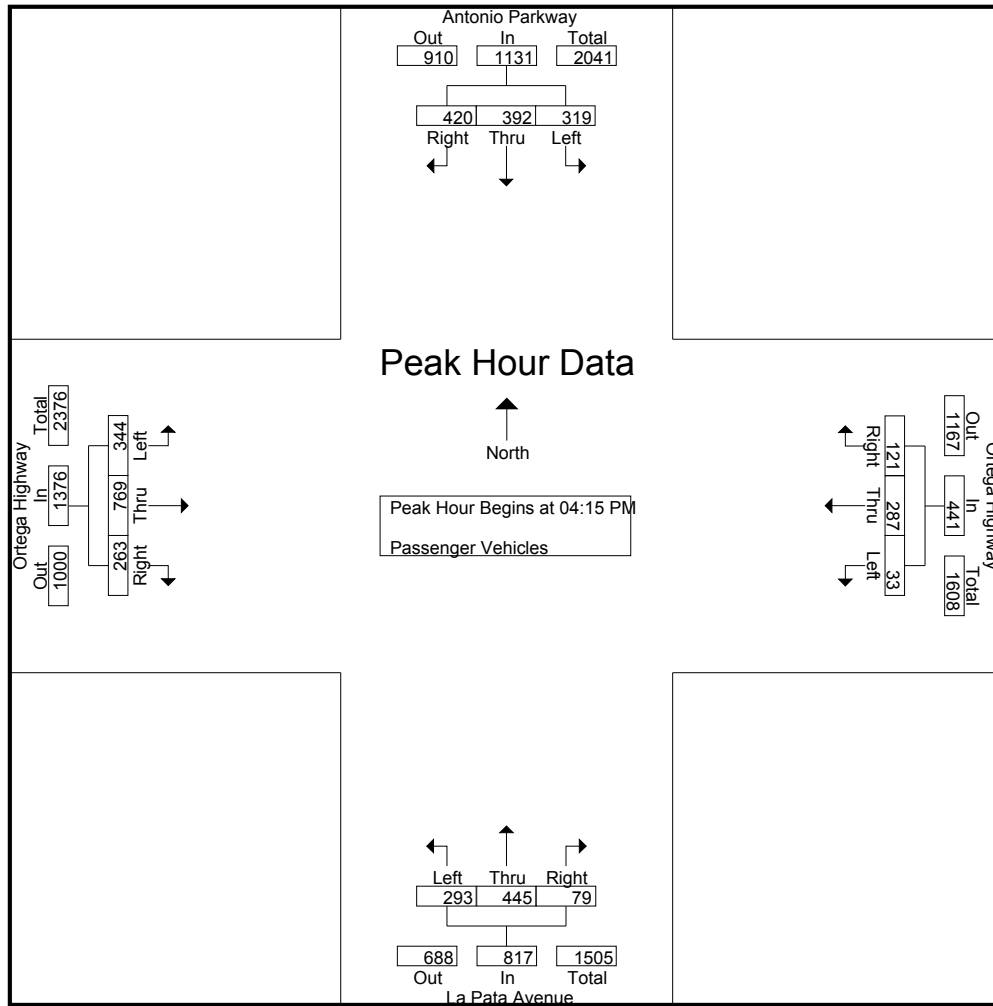 Antonio Parkway
Out In Total
910 1131 2041
420 392 319
Right Thru Left
Peak Hour Data
North
Peak Hour Begins at 04:15 PM
Passenger Vehicles
Ortega Highway
Total In Out
2376 1376 1000
344 769 263
Left Thru Right
Ortega Highway
Out In Total
1167 441 1608
121 287 33
Right Thru Left
Left Thru Right
293 445 79
688 817 1505
Out In Total
La Pata Avenue